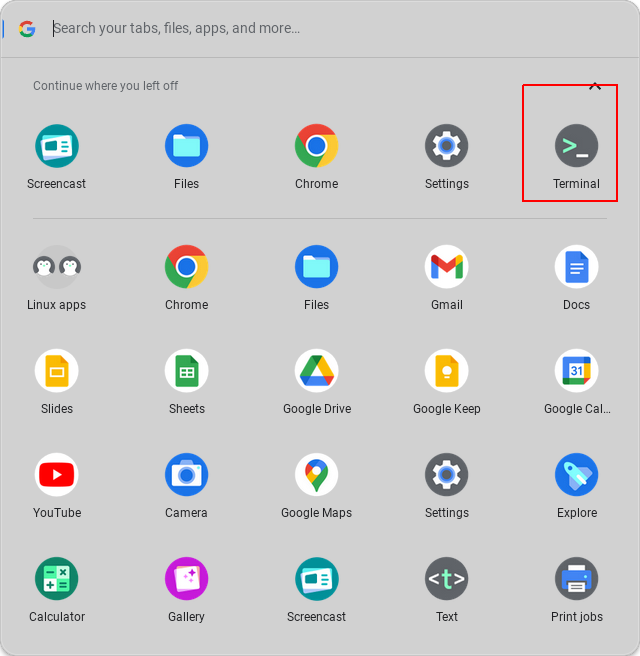 Search your tabs, files, apps, and more...
Continue where you left off
Screencast Files Chrome Settings Terminal
Linux apps Chrome Files Gmail Docs
31
Slides Sheets Google Drive Google Keep Google Cal...
YouTube Camera Google Maps Settings Explore
<t>
Calculator Gallery Screencast Text Print jobs